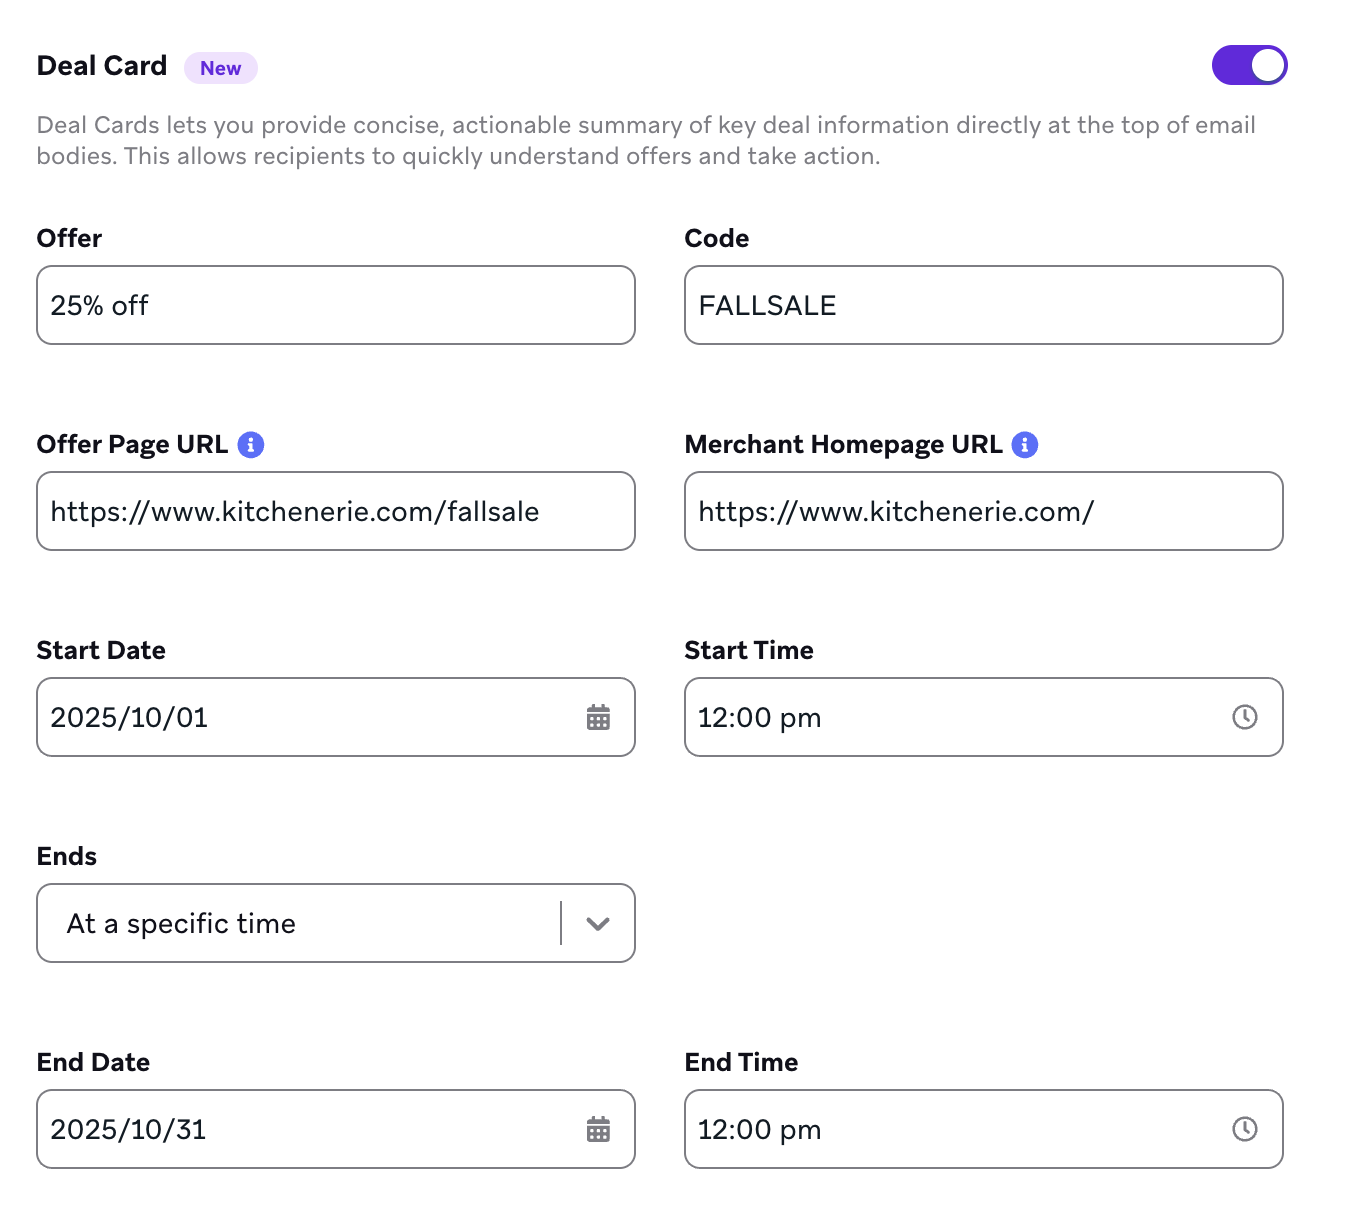 Deal Card New
Deal Cards lets you provide concise, actionable summary of key deal information directly at the top of email
bodies. This allows recipients to quickly understand offers and take action.
Offer
25% off
Code
FALLSALE
Offer Page URL
https://www.kitchenerie.com/fallsale
Merchant Homepage URL
https://www.kitchenerie.com/
Start Date
2025/10/01
Start Time
12:00 pm
Ends
At a specific time
End Date
2025/10/31
End Time
12:00 pm